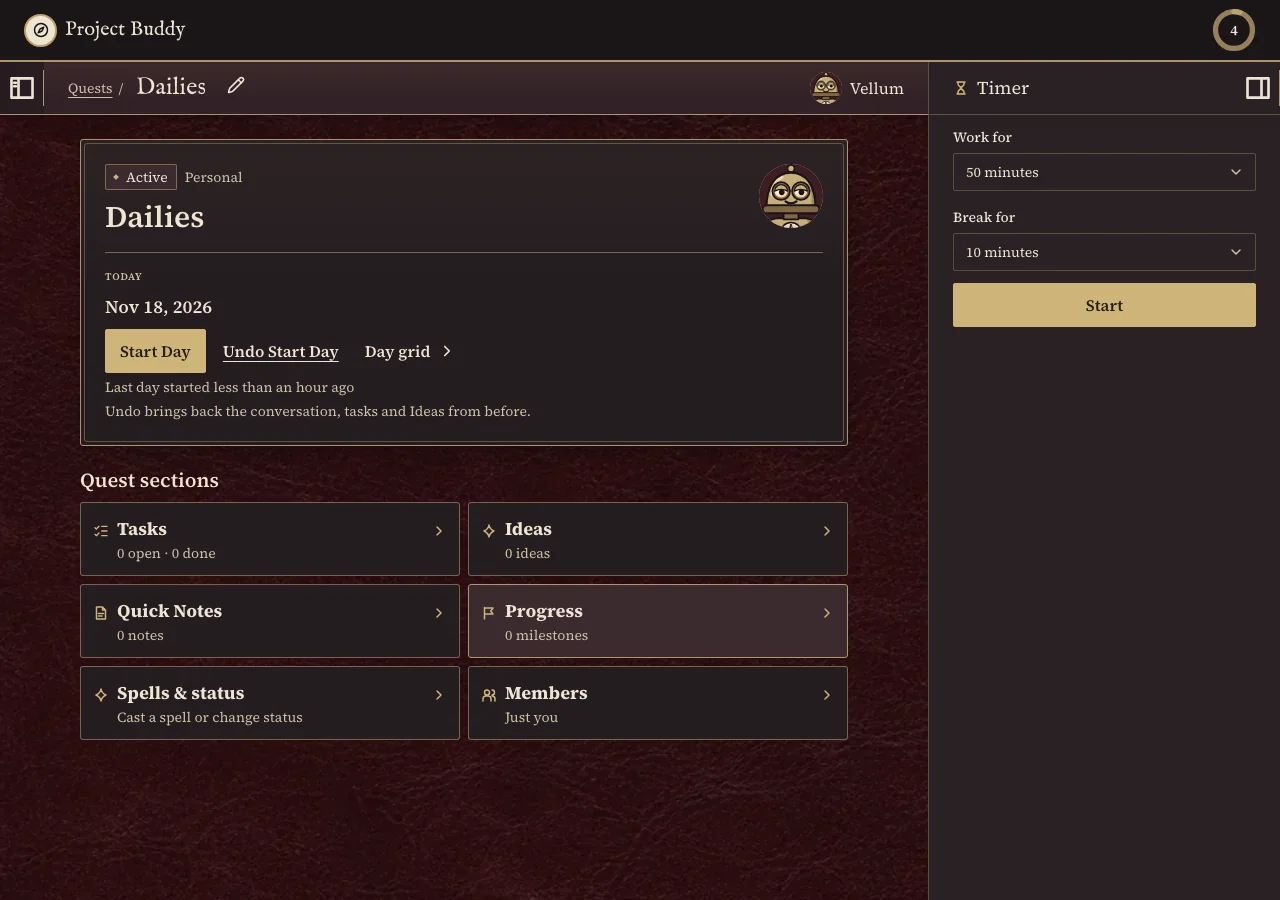 Project Buddy
4
Quests / Dailies
Vellum
Timer
Active Personal
Dailies
TODAY
Nov 18, 2026
Start Day Undo Start Day Day grid
Last day started less than an hour ago
Undo brings back the conversation, tasks and Ideas from before.
Quest sections
Tasks
0 open · 0 done
Ideas
0 ideas
Quick Notes
0 notes
Progress
0 milestones
Spells & status
Cast a spell or change status
Members
Just you
Work for
50 minutes
Break for
10 minutes
Start